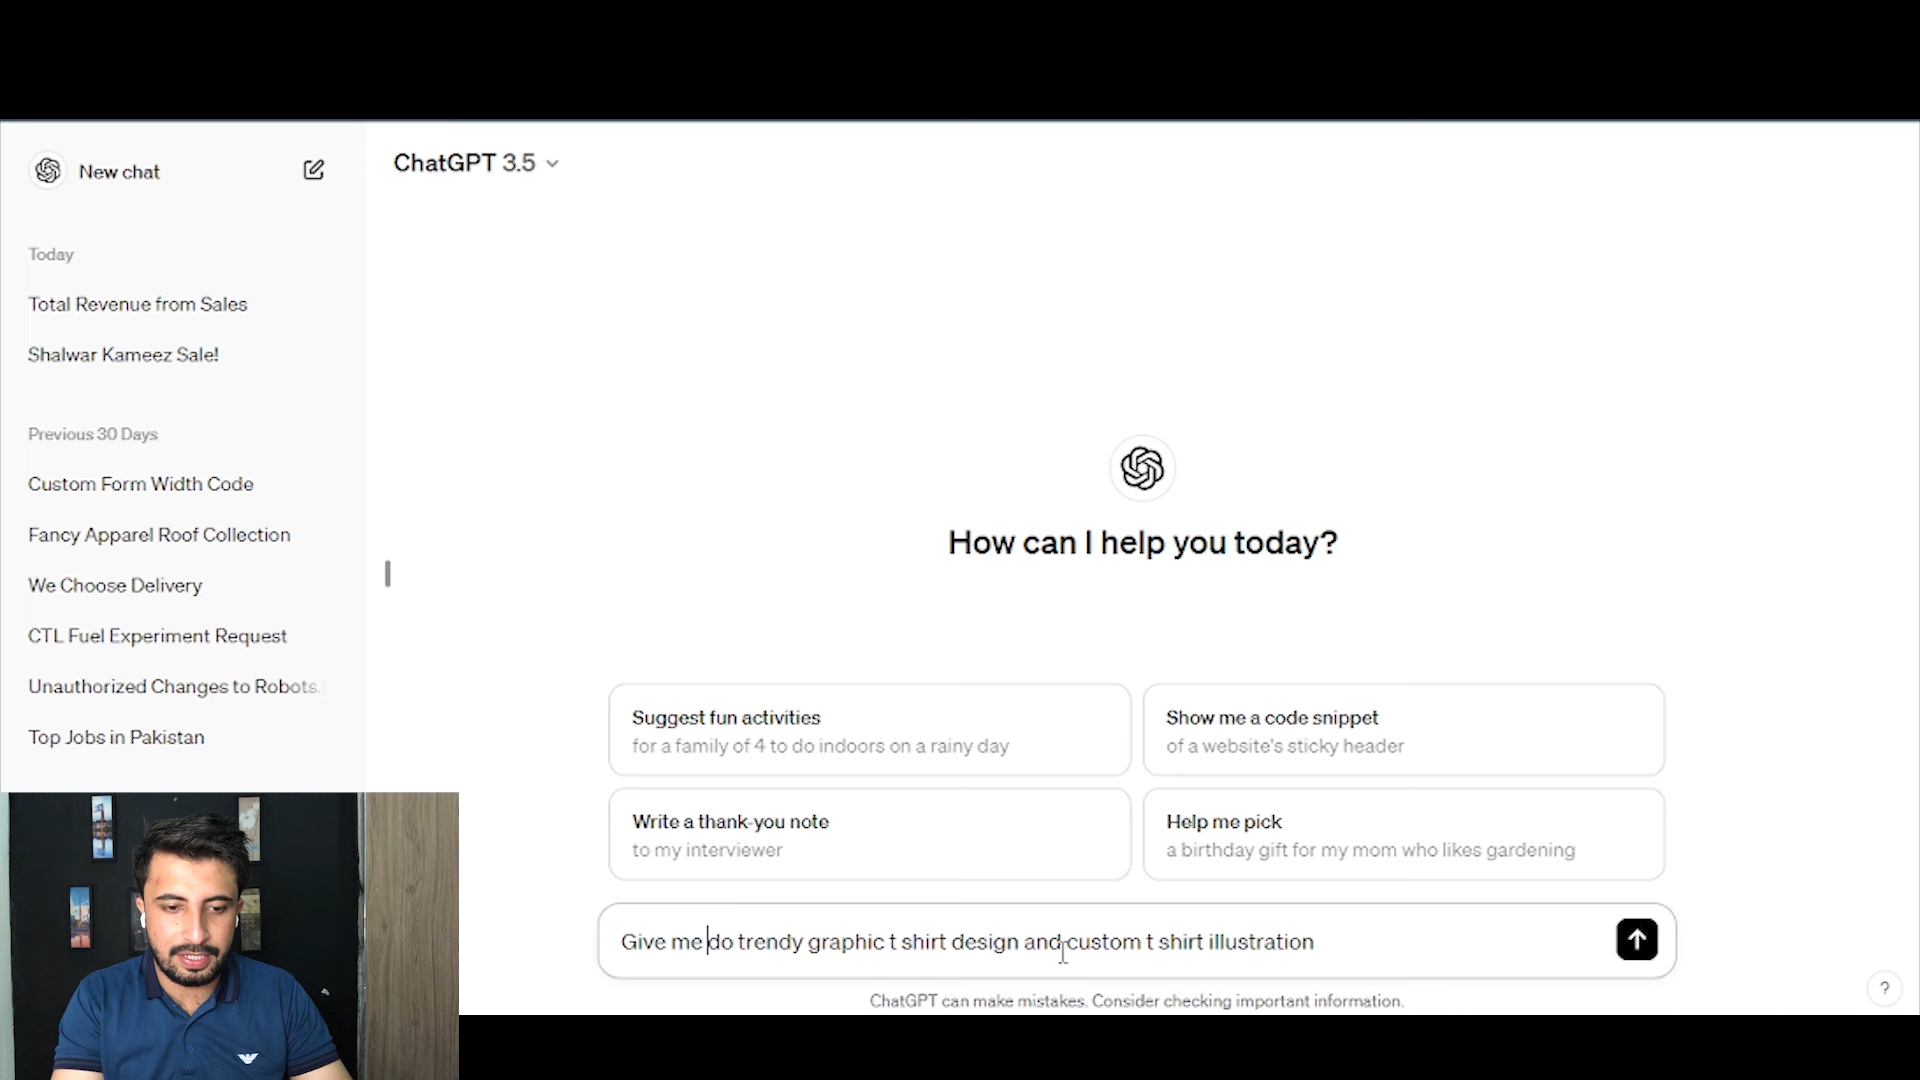 New chat
ChatGPT 3.5
Today
Total Revenue from Sales
Shalwar Kameez Sale!
Previous 30 Days
Custom Form Width Code
Fancy Apparel Roof Collection
We Choose Delivery
CTL Fuel Experiment Request
Unauthorized Changes to Robots.
Top Jobs in Pakistan
How can I help you today?
Suggest fun activities
for a family of 4 to do indoors on a rainy day
Show me a code snippet
of a website's sticky header
Write a thank-you note
to my interviewer
Help me pick
a birthday gift for my mom who likes gardening
Give me do trendy graphic t shirt design and custom t shirt illustration
ChatGPT can make mistakes. Consider checking important information.
?